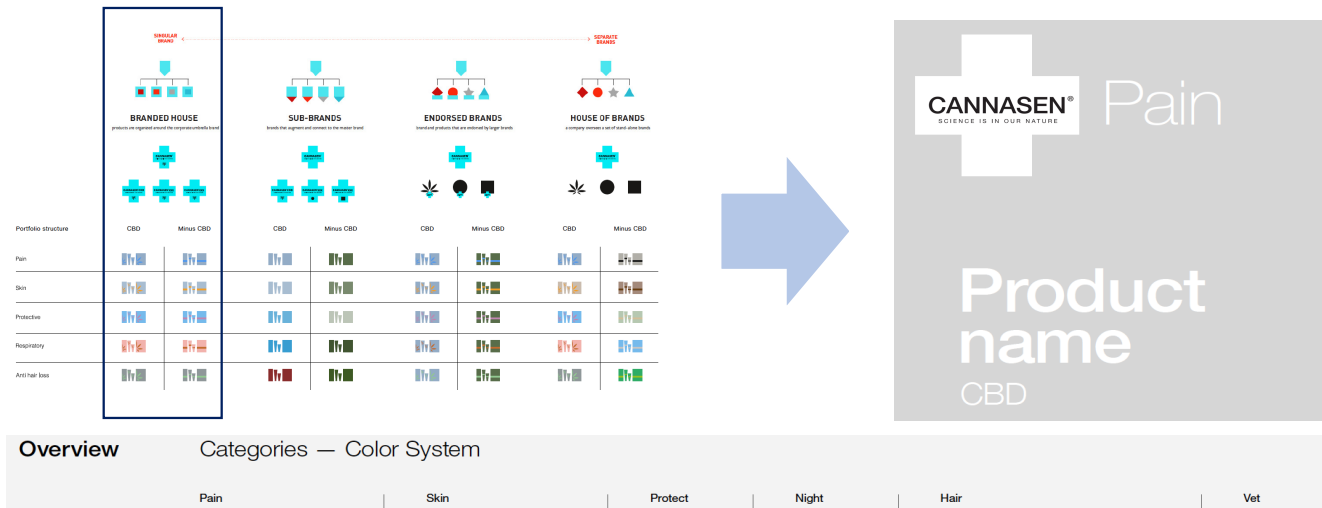 SINGULAR
BRAND
SEPARATE
BRANDS
BRANDED HOUSE
products are organized around the corporate umbrella brand
SUB-BRANDS
brands that augment and connect to the master brand
ENDORSED BRANDS
brand and products that are endorsed by larger brands
HOUSE OF BRANDS
a company oversees a set of stand-alone brands
Portfolio structure CBD Minus CBD CBD Minus CBD CBD Minus CBD CBD Minus CBD
Pain
Skin
Protective
Respiratory
Anti hair loss
CANNASEN®
SCIENCE IS IN OUR NATURE
Pain
Product
name
CBD
Overview Categories — Color System
Pain Skin Protect Night Hair Vet